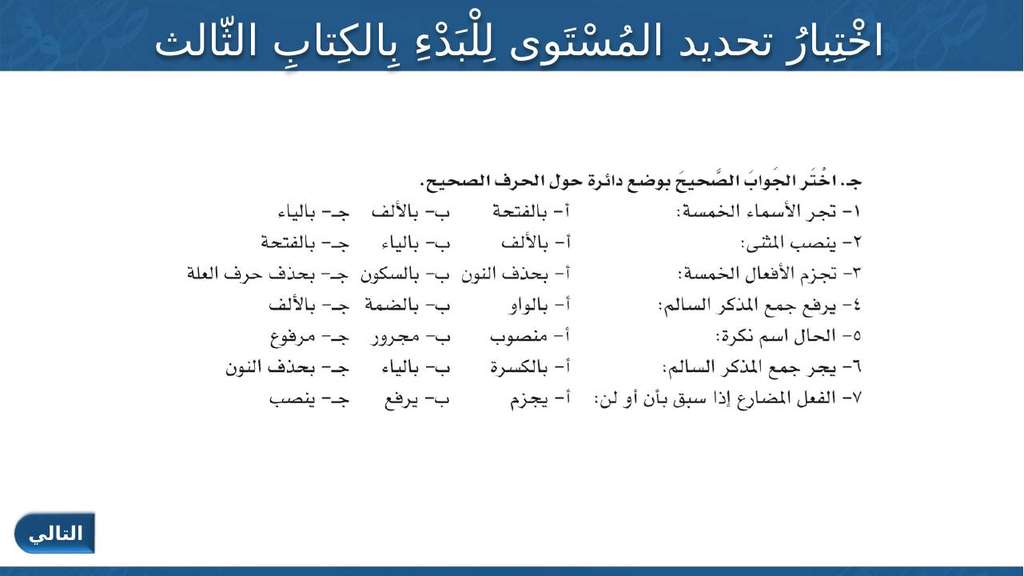 اخْتِبارُ تحديد المُسْتَوى لِلْبَدْءِ بِالكِتابِ الثّالث
جـ. اخْتَر الجَوابَ الصَّحيحَ بوضع دائرة حول الحرف الصحيح.
١- تجر الأسماء الخمسة: أ- بالفتحة ب- بالألف جـ- بالياء
٢- ينصب المثنى: أ- بالألف ب- بالياء جـ- بالفتحة
٣- تجزم الأفعال الخمسة: أ- بحذف النون ب- بالسكون جـ- بحذف حرف العلة
٤- يرفع جمع المذكر السالم: أ- بالواو ب- بالضمة جـ- بالألف
٥- الحال اسم نكرة: أ- منصوب ب- مجرور جـ- مرفوع
٦- يجر جمع المذكر السالم: أ- بالكسرة ب- بالياء جـ- بحذف النون
٧- الفعل المضارع إذا سبق بأن أو لن: أ- يجزم ب- يرفع جـ- ينصب
التالي